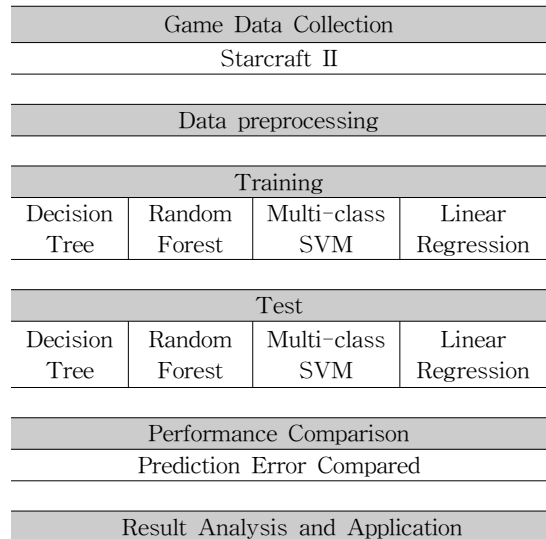 Game Data Collection
Starcraft Ⅱ
Data preprocessing
Training
Decision Tree
Random Forest
Multi-class SVM
Linear Regression
Test
Decision Tree
Random Forest
Multi-class SVM
Linear Regression
Performance Comparison
Prediction Error Compared
Result Analysis and Application